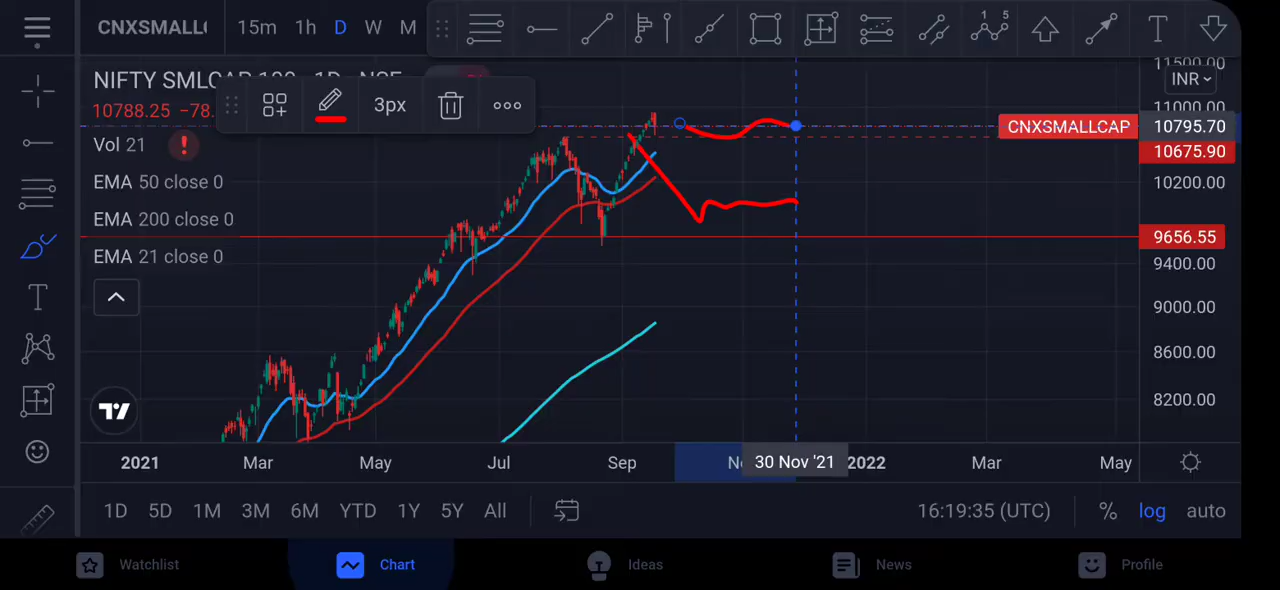 CNXSMALL
15m 1h D W M
1 5
T
NIFTY SMLCAP 100 1D NSE
11500.00
INR
3px
11000.00
10788.25 −78.
CNXSMALLCAP 10795.70
Vol 21
10675.90
EMA 50 close 0
10200.00
EMA 200 close 0
9656.55
EMA 21 close 0
9400.00
9000.00
8600.00
8200.00
2021 Mar May Jul Sep 30 Nov '21 2022 Mar May
1D 5D 1M 3M 6M YTD 1Y 5Y All 16:19:35 (UTC) % log auto
Watchlist Chart Ideas News Profile